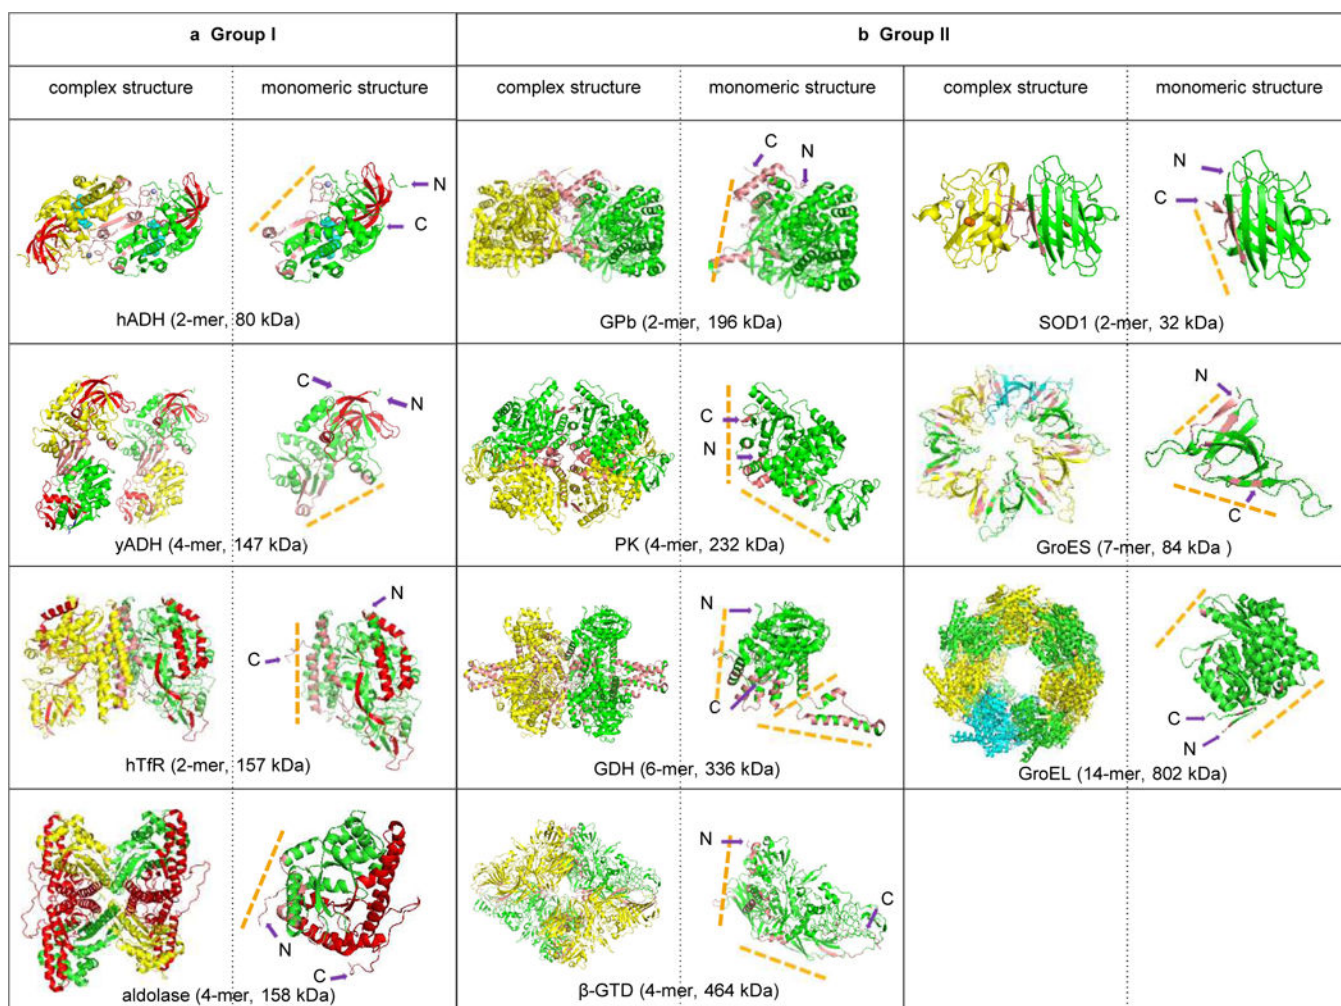 a Group I
b Group II
complex structure
monomeric structure
complex structure
monomeric structure
complex structure
monomeric structure
N
C
hADH (2-mer, 80 kDa)
C
N
GPb (2-mer, 196 kDa)
N
C
SOD1 (2-mer, 32 kDa)
C
N
yADH (4-mer, 147 kDa)
C
N
PK (4-mer, 232 kDa)
N
C
GroES (7-mer, 84 kDa )
N
C
hTfR (2-mer, 157 kDa)
N
C
GDH (6-mer, 336 kDa)
C
N
GroEL (14-mer, 802 kDa)
N
C
aldolase (4-mer, 158 kDa)
N
C
β-GTD (4-mer, 464 kDa)